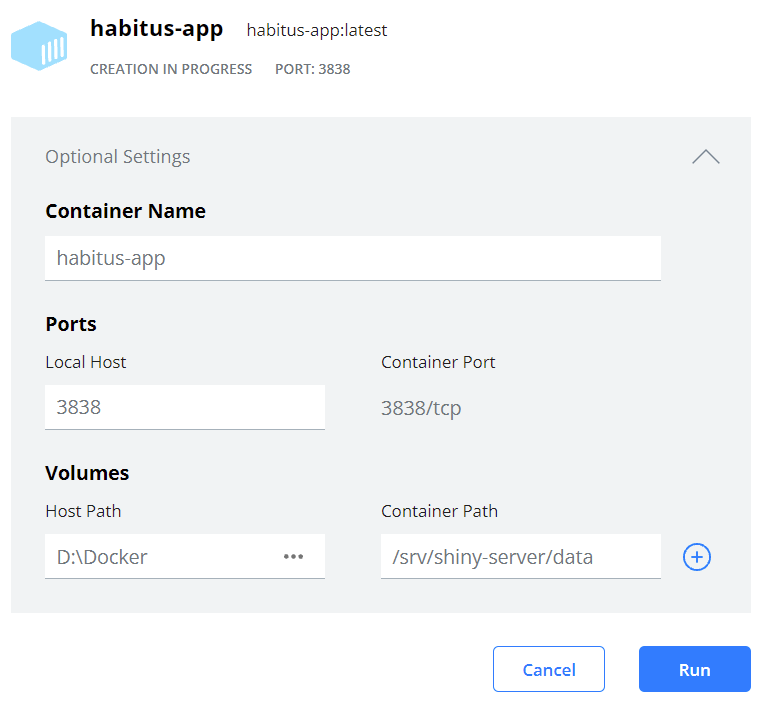 habitus-app habitus-app:latest
CREATION IN PROGRESS PORT: 3838
Optional Settings
Container Name
habitus-app
Ports
Local Host Container Port
3838 3838/tcp
Volumes
Host Path Container Path
D:\Docker ••• /srv/shiny-server/data
Cancel Run